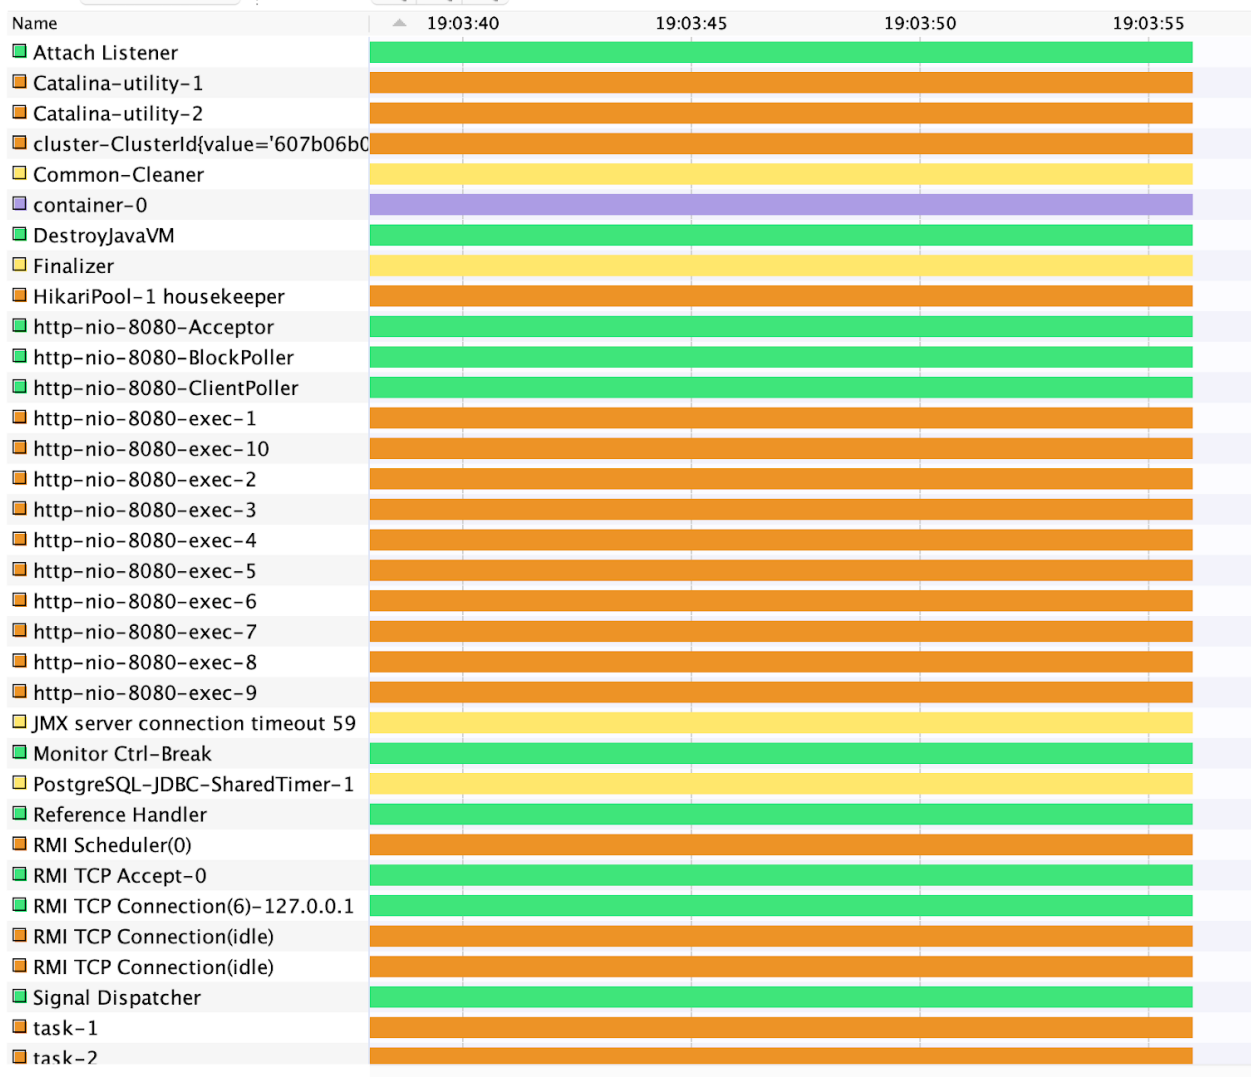 Name 19:03:40 19:03:45 19:03:50 19:03:55
Attach Listener
Catalina-utility-1
Catalina-utility-2
cluster-ClusterId{value='607b06b0
Common-Cleaner
container-0
DestroyJavaVM
Finalizer
HikariPool-1 housekeeper
http-nio-8080-Acceptor
http-nio-8080-BlockPoller
http-nio-8080-ClientPoller
http-nio-8080-exec-1
http-nio-8080-exec-10
http-nio-8080-exec-2
http-nio-8080-exec-3
http-nio-8080-exec-4
http-nio-8080-exec-5
http-nio-8080-exec-6
http-nio-8080-exec-7
http-nio-8080-exec-8
http-nio-8080-exec-9
JMX server connection timeout 59
Monitor Ctrl-Break
PostgreSQL-JDBC-SharedTimer-1
Reference Handler
RMI Scheduler(0)
RMI TCP Accept-0
RMI TCP Connection(6)-127.0.0.1
RMI TCP Connection(idle)
RMI TCP Connection(idle)
Signal Dispatcher
task-1
task-2